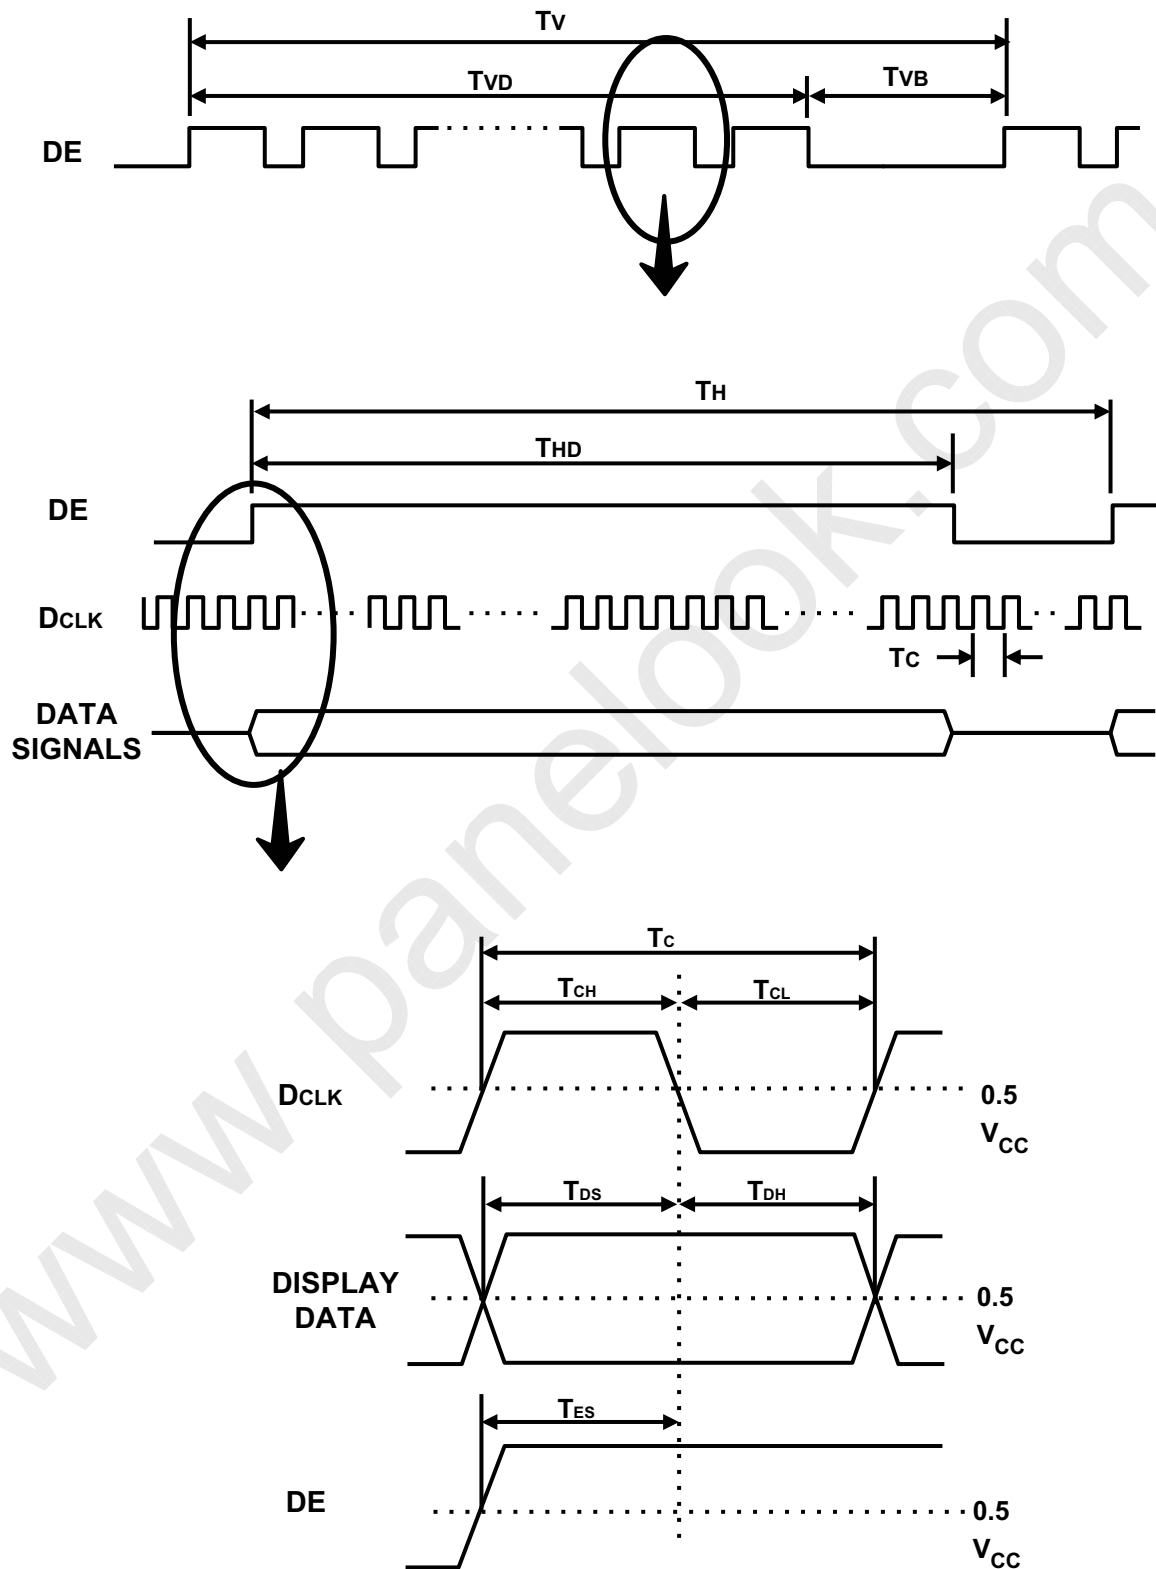 TV
TVD
TVB
DE
TH
THD
DE
DCLK
TC
DATA
SIGNALS
TC
TCH
TCL
DCLK
0.5
VCC
TDS
TDH
DISPLAY
DATA
0.5
VCC
TES
DE
0.5
VCC
www.panelook.com